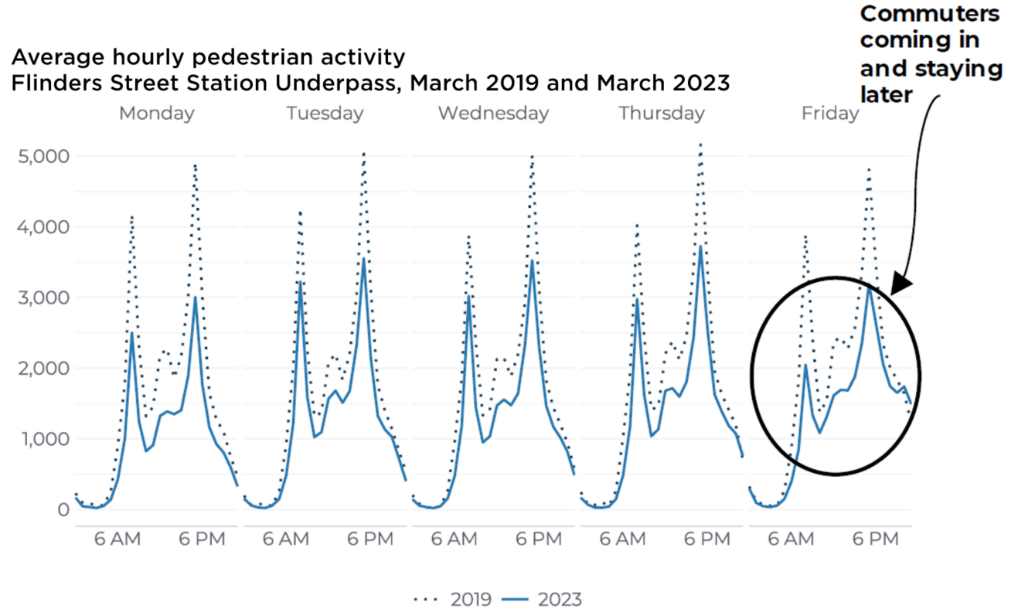 Commuters
coming in
and staying
later
Average hourly pedestrian activity
Flinders Street Station Underpass, March 2019 and March 2023
Monday Tuesday Wednesday Thursday Friday
5,000
4,000
3,000
2,000
1,000
0
6 AM 6 PM 6 AM 6 PM 6 AM 6 PM 6 AM 6 PM 6 AM 6 PM
2019 2023